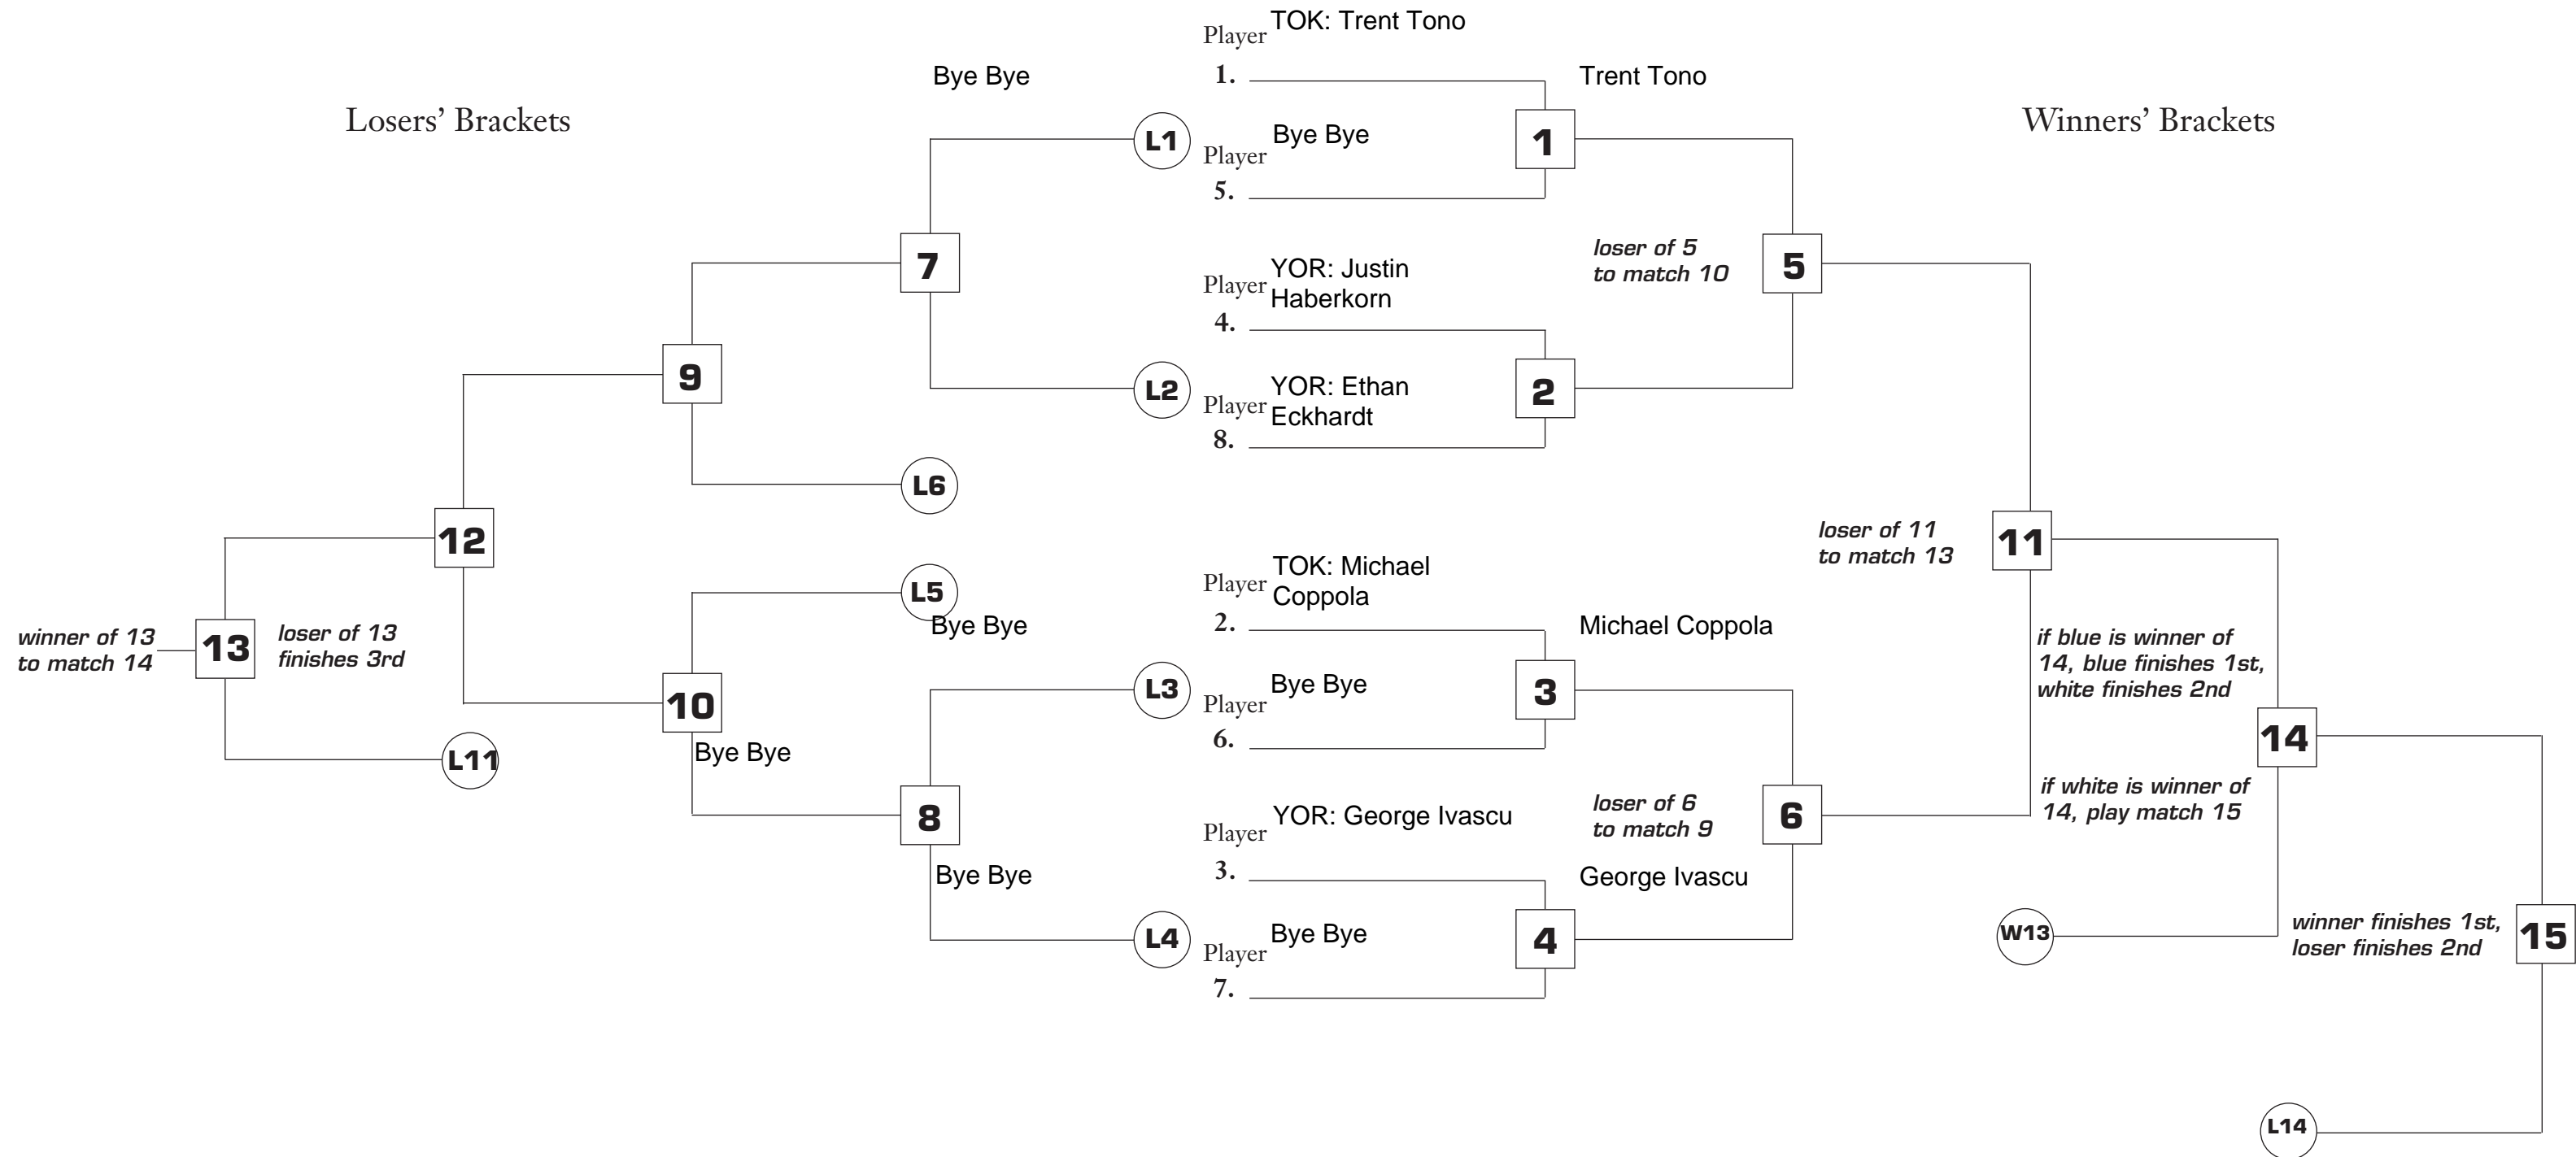 TOK: Trent Tono
Player
1.
Bye Bye
Trent Tono
Losers’ Brackets
Winners’ Brackets
L1
Bye Bye
Player
5.
1
7
YOR: Justin
Haberkorn
Player
4.
loser of 5
to match 10
5
9
L2
YOR: Ethan
Eckhardt
Player
8.
2
L6
12
loser of 11
to match 13
11
TOK: Michael
Coppola
Player
2.
L5
Bye Bye
Michael Coppola
winner of 13
to match 14
13
loser of 13
finishes 3rd
if blue is winner of
14, blue finishes 1st,
white finishes 2nd
10
L3
Bye Bye
Player
6.
3
14
L11
Bye Bye
if white is winner of
14, play match 15
8
YOR: George Ivascu
Player
3.
loser of 6
to match 9
6
Bye Bye
George Ivascu
L4
Bye Bye
Player
7.
4
W13
winner finishes 1st,
loser finishes 2nd
15
L14